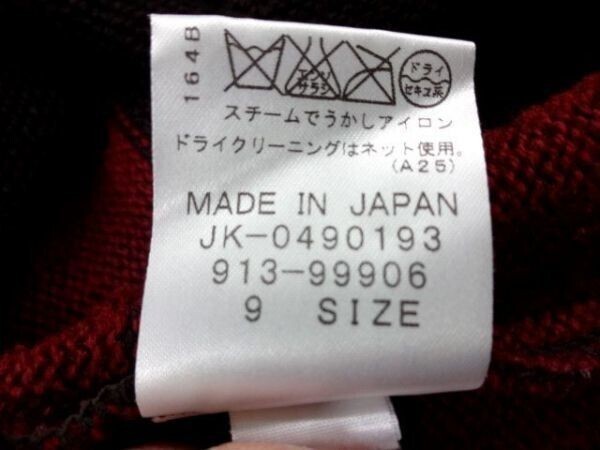 164B
エンソ
サラシ
ドライ
セキユ系
スチームでうかしアイロン
ドライクリーニングはネット使用。
(A25)
MADE IN JAPAN
JK-0490193
913-99906
9 SIZE